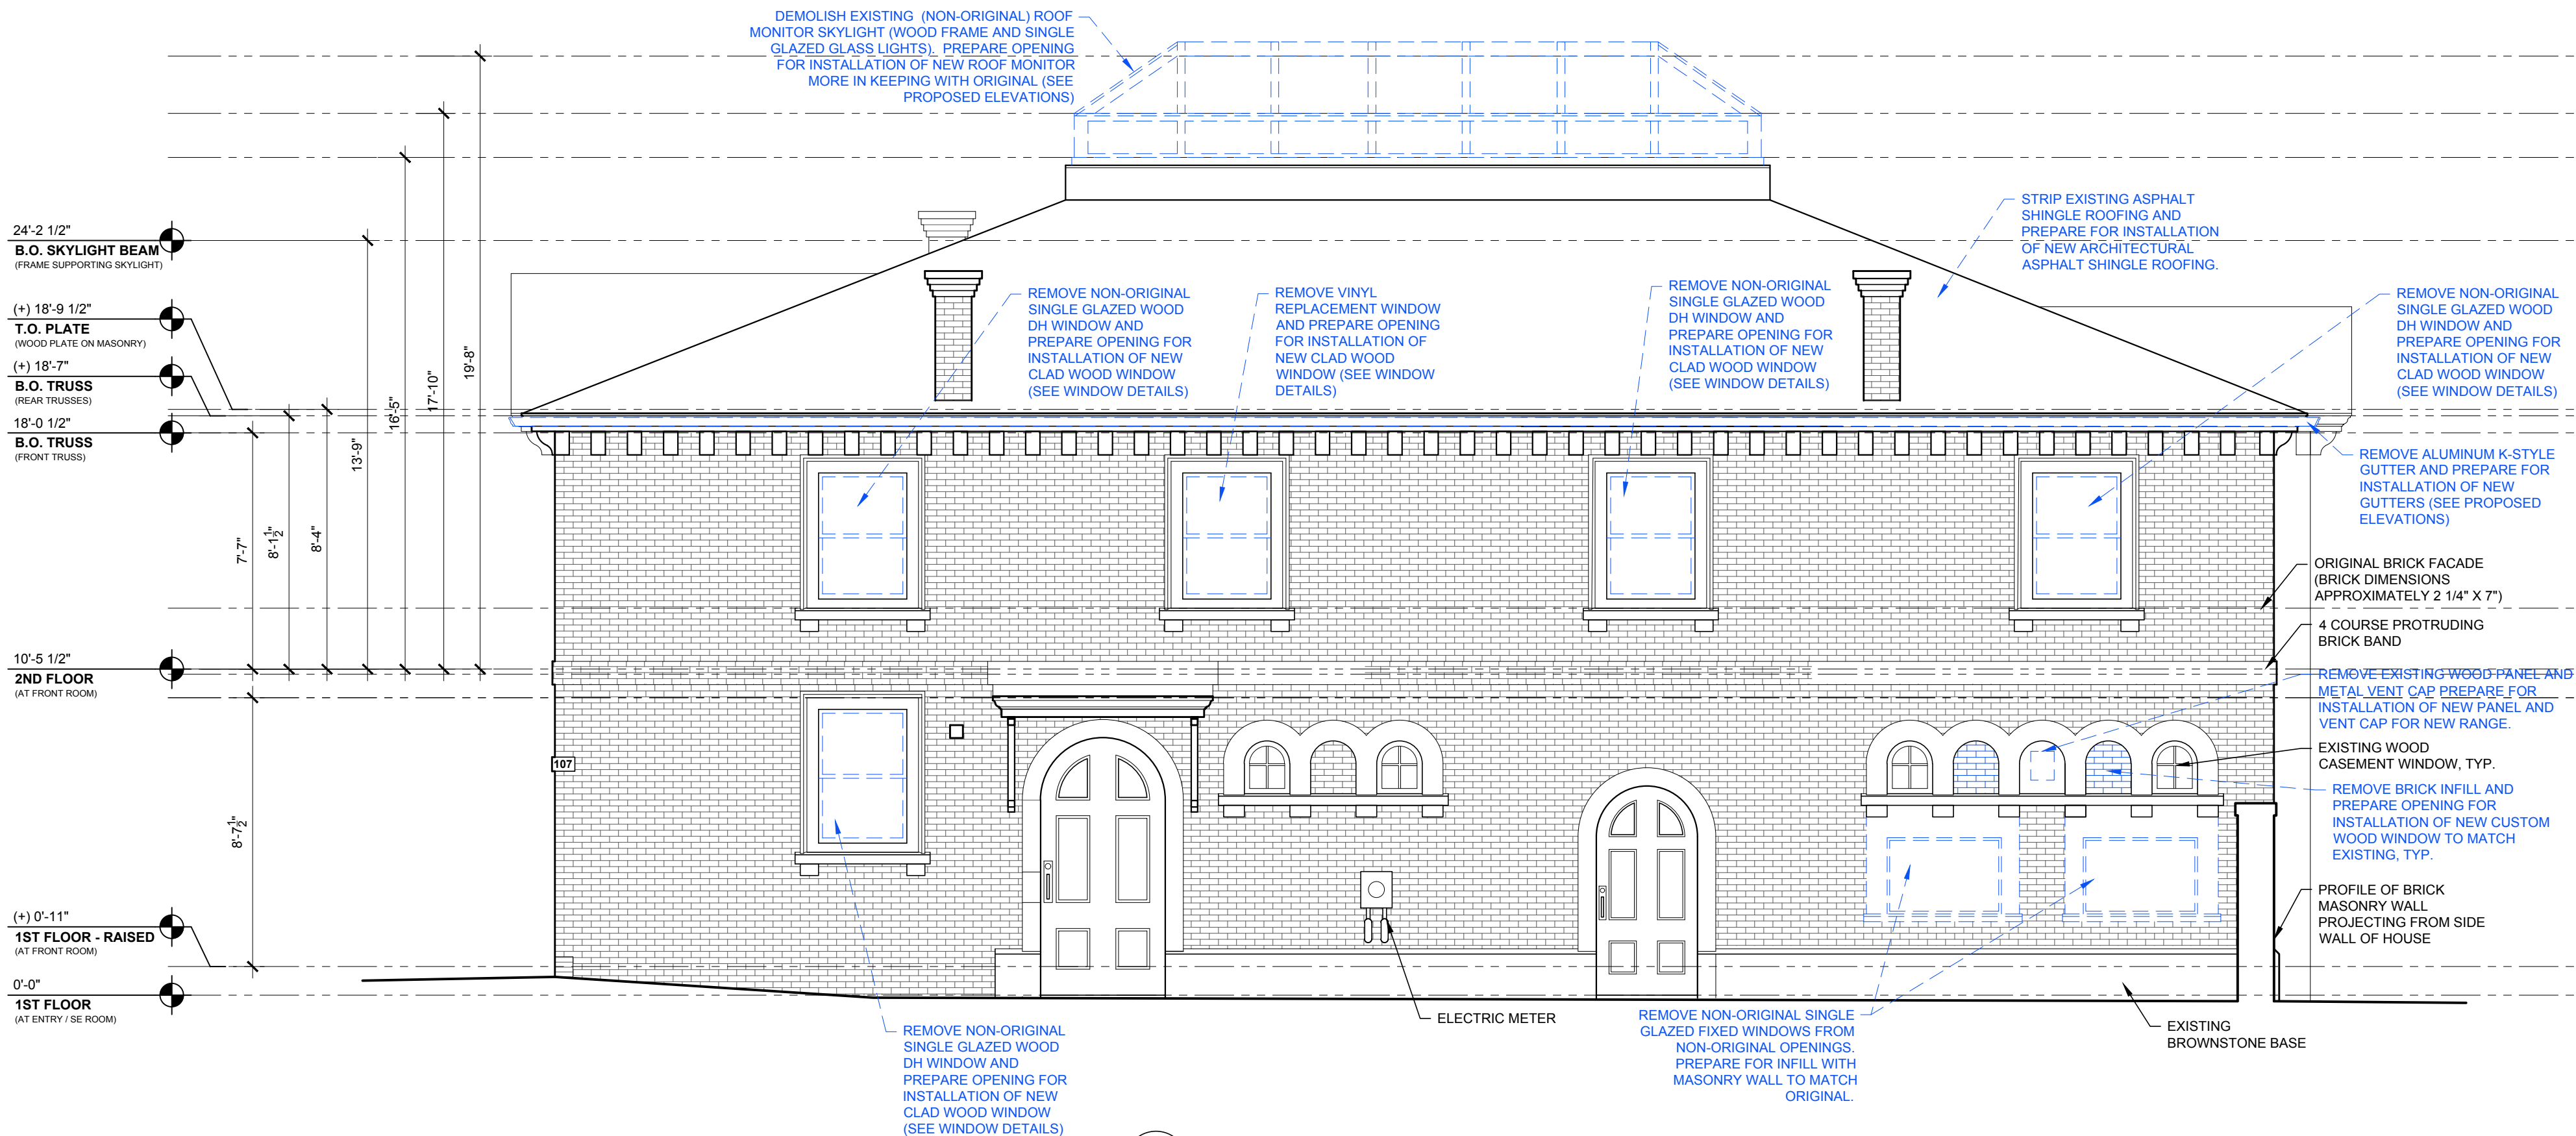 DEMOLISH EXISTING (NON-ORIGINAL) ROOF
MONITOR SKYLIGHT (WOOD FRAME AND SINGLE
GLAZED GLASS LIGHTS). PREPARE OPENING
FOR INSTALLATION OF NEW ROOF MONITOR
MORE IN KEEPING WITH ORIGINAL (SEE
PROPOSED ELEVATIONS)
STRIP EXISTING ASPHALT
SHINGLE ROOFING AND
PREPARE FOR INSTALLATION
OF NEW ARCHITECTURAL
ASPHALT SHINGLE ROOFING.
24'-2 1/2"
B.O. SKYLIGHT BEAM
(FRAME SUPPORTING SKYLIGHT)
(+) 18'-9 1/2"
T.O. PLATE
(WOOD PLATE ON MASONRY)
(+) 18'-7"
B.O. TRUSS
(REAR TRUSSES)
18'-0 1/2"
B.O. TRUSS
(FRONT TRUSS)
7'-7"
8'-1 1/2"
8'-4"
13'-9"
16'-5"
17'-10"
19'-8"
REMOVE NON-ORIGINAL
SINGLE GLAZED WOOD
DH WINDOW AND
PREPARE OPENING FOR
INSTALLATION OF NEW
CLAD WOOD WINDOW
(SEE WINDOW DETAILS)
REMOVE VINYL
REPLACEMENT WINDOW
AND PREPARE OPENING
FOR INSTALLATION OF
NEW CLAD WOOD
WINDOW (SEE WINDOW
DETAILS)
REMOVE NON-ORIGINAL
SINGLE GLAZED WOOD
DH WINDOW AND
PREPARE OPENING FOR
INSTALLATION OF NEW
CLAD WOOD WINDOW
(SEE WINDOW DETAILS)
REMOVE NON-ORIGINAL
SINGLE GLAZED WOOD
DH WINDOW AND
PREPARE OPENING FOR
INSTALLATION OF NEW
CLAD WOOD WINDOW
(SEE WINDOW DETAILS)
REMOVE ALUMINUM K-STYLE
GUTTER AND PREPARE FOR
INSTALLATION OF NEW
GUTTERS (SEE PROPOSED
ELEVATIONS)
ORIGINAL BRICK FACADE
(BRICK DIMENSIONS
APPROXIMATELY 2 1/4" X 7")
4 COURSE PROTRUDING
BRICK BAND
REMOVE EXISTING WOOD PANEL AND
METAL VENT CAP PREPARE FOR
INSTALLATION OF NEW PANEL AND
VENT CAP FOR NEW RANGE.
EXISTING WOOD
CASEMENT WINDOW, TYP.
REMOVE BRICK INFILL AND
PREPARE OPENING FOR
INSTALLATION OF NEW CUSTOM
WOOD WINDOW TO MATCH
EXISTING, TYP.
PROFILE OF BRICK
MASONRY WALL
PROJECTING FROM SIDE
WALL OF HOUSE
10'-5 1/2"
2ND FLOOR
(AT FRONT ROOM)
107
8'-7 1/2"
(+) 0'-11"
1ST FLOOR - RAISED
(AT FRONT ROOM)
0'-0"
1ST FLOOR
(AT ENTRY / SE ROOM)
REMOVE NON-ORIGINAL
SINGLE GLAZED WOOD
DH WINDOW AND
PREPARE OPENING FOR
INSTALLATION OF NEW
CLAD WOOD WINDOW
(SEE WINDOW DETAILS)
ELECTRIC METER
REMOVE NON-ORIGINAL SINGLE
GLAZED FIXED WINDOWS FROM
NON-ORIGINAL OPENINGS.
PREPARE FOR INFILL WITH
MASONRY WALL TO MATCH
ORIGINAL.
EXISTING
BROWNSTONE BASE